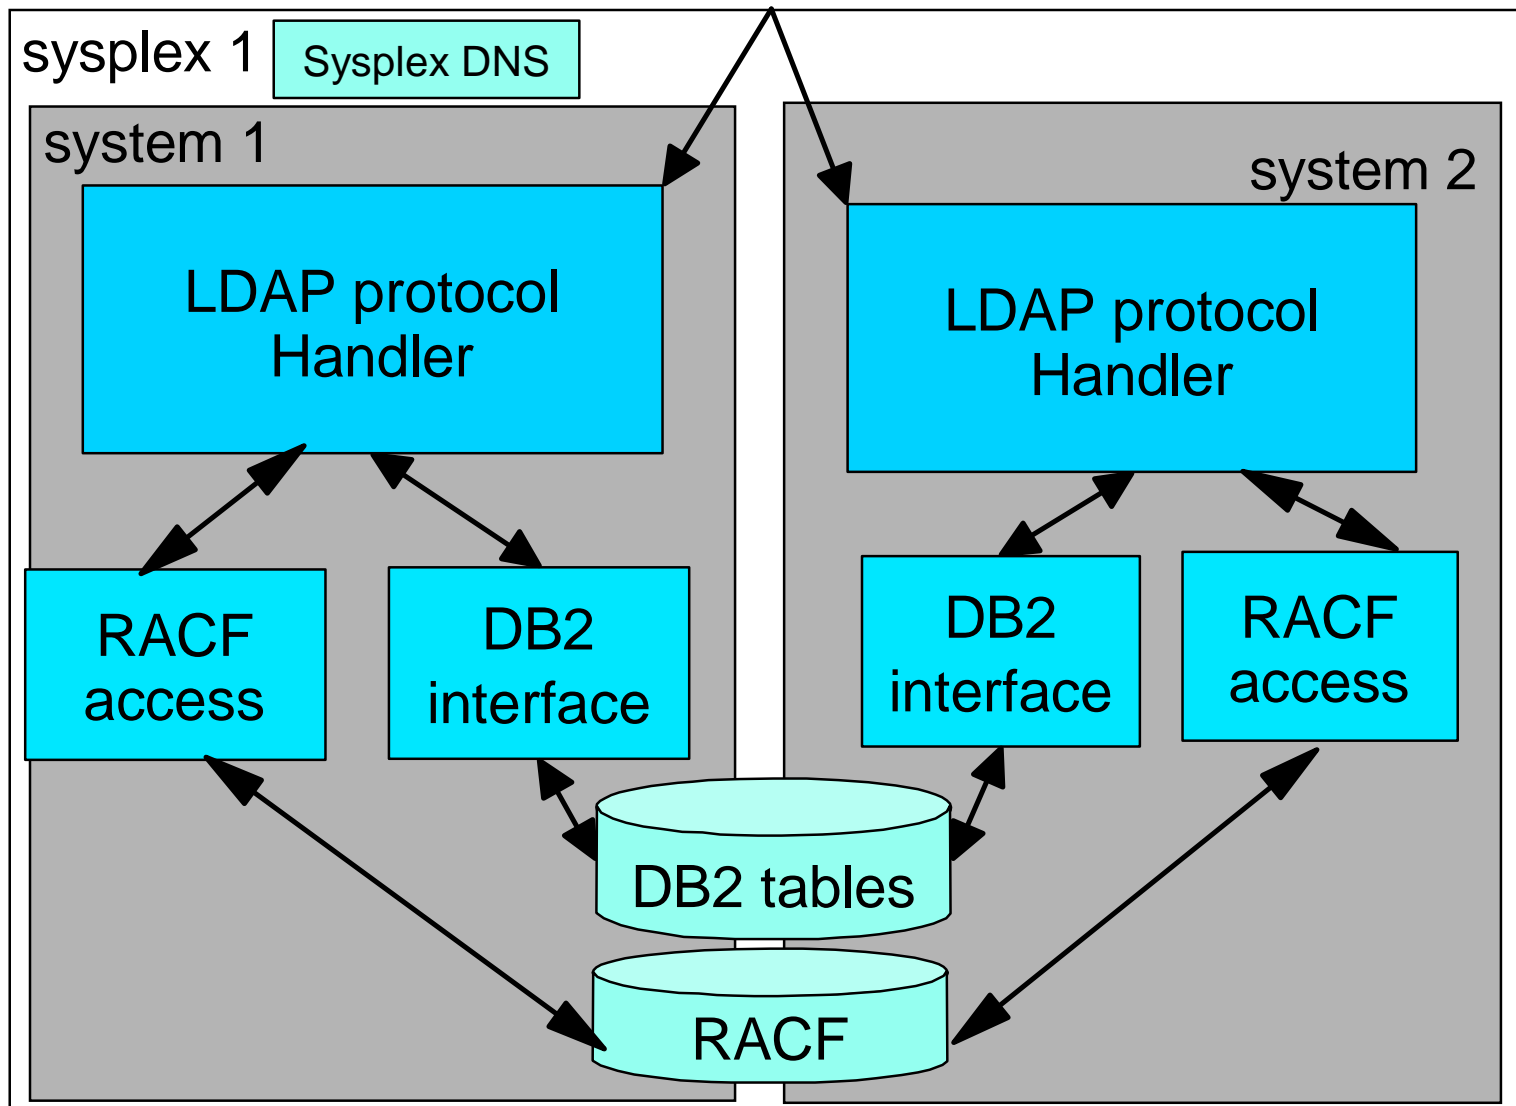 sysplex 1
Sysplex DNS
system 1
system 2
LDAP protocol
Handler
LDAP protocol
Handler
RACF
access
DB2
interface
DB2
interface
RACF
access
DB2 tables
RACF